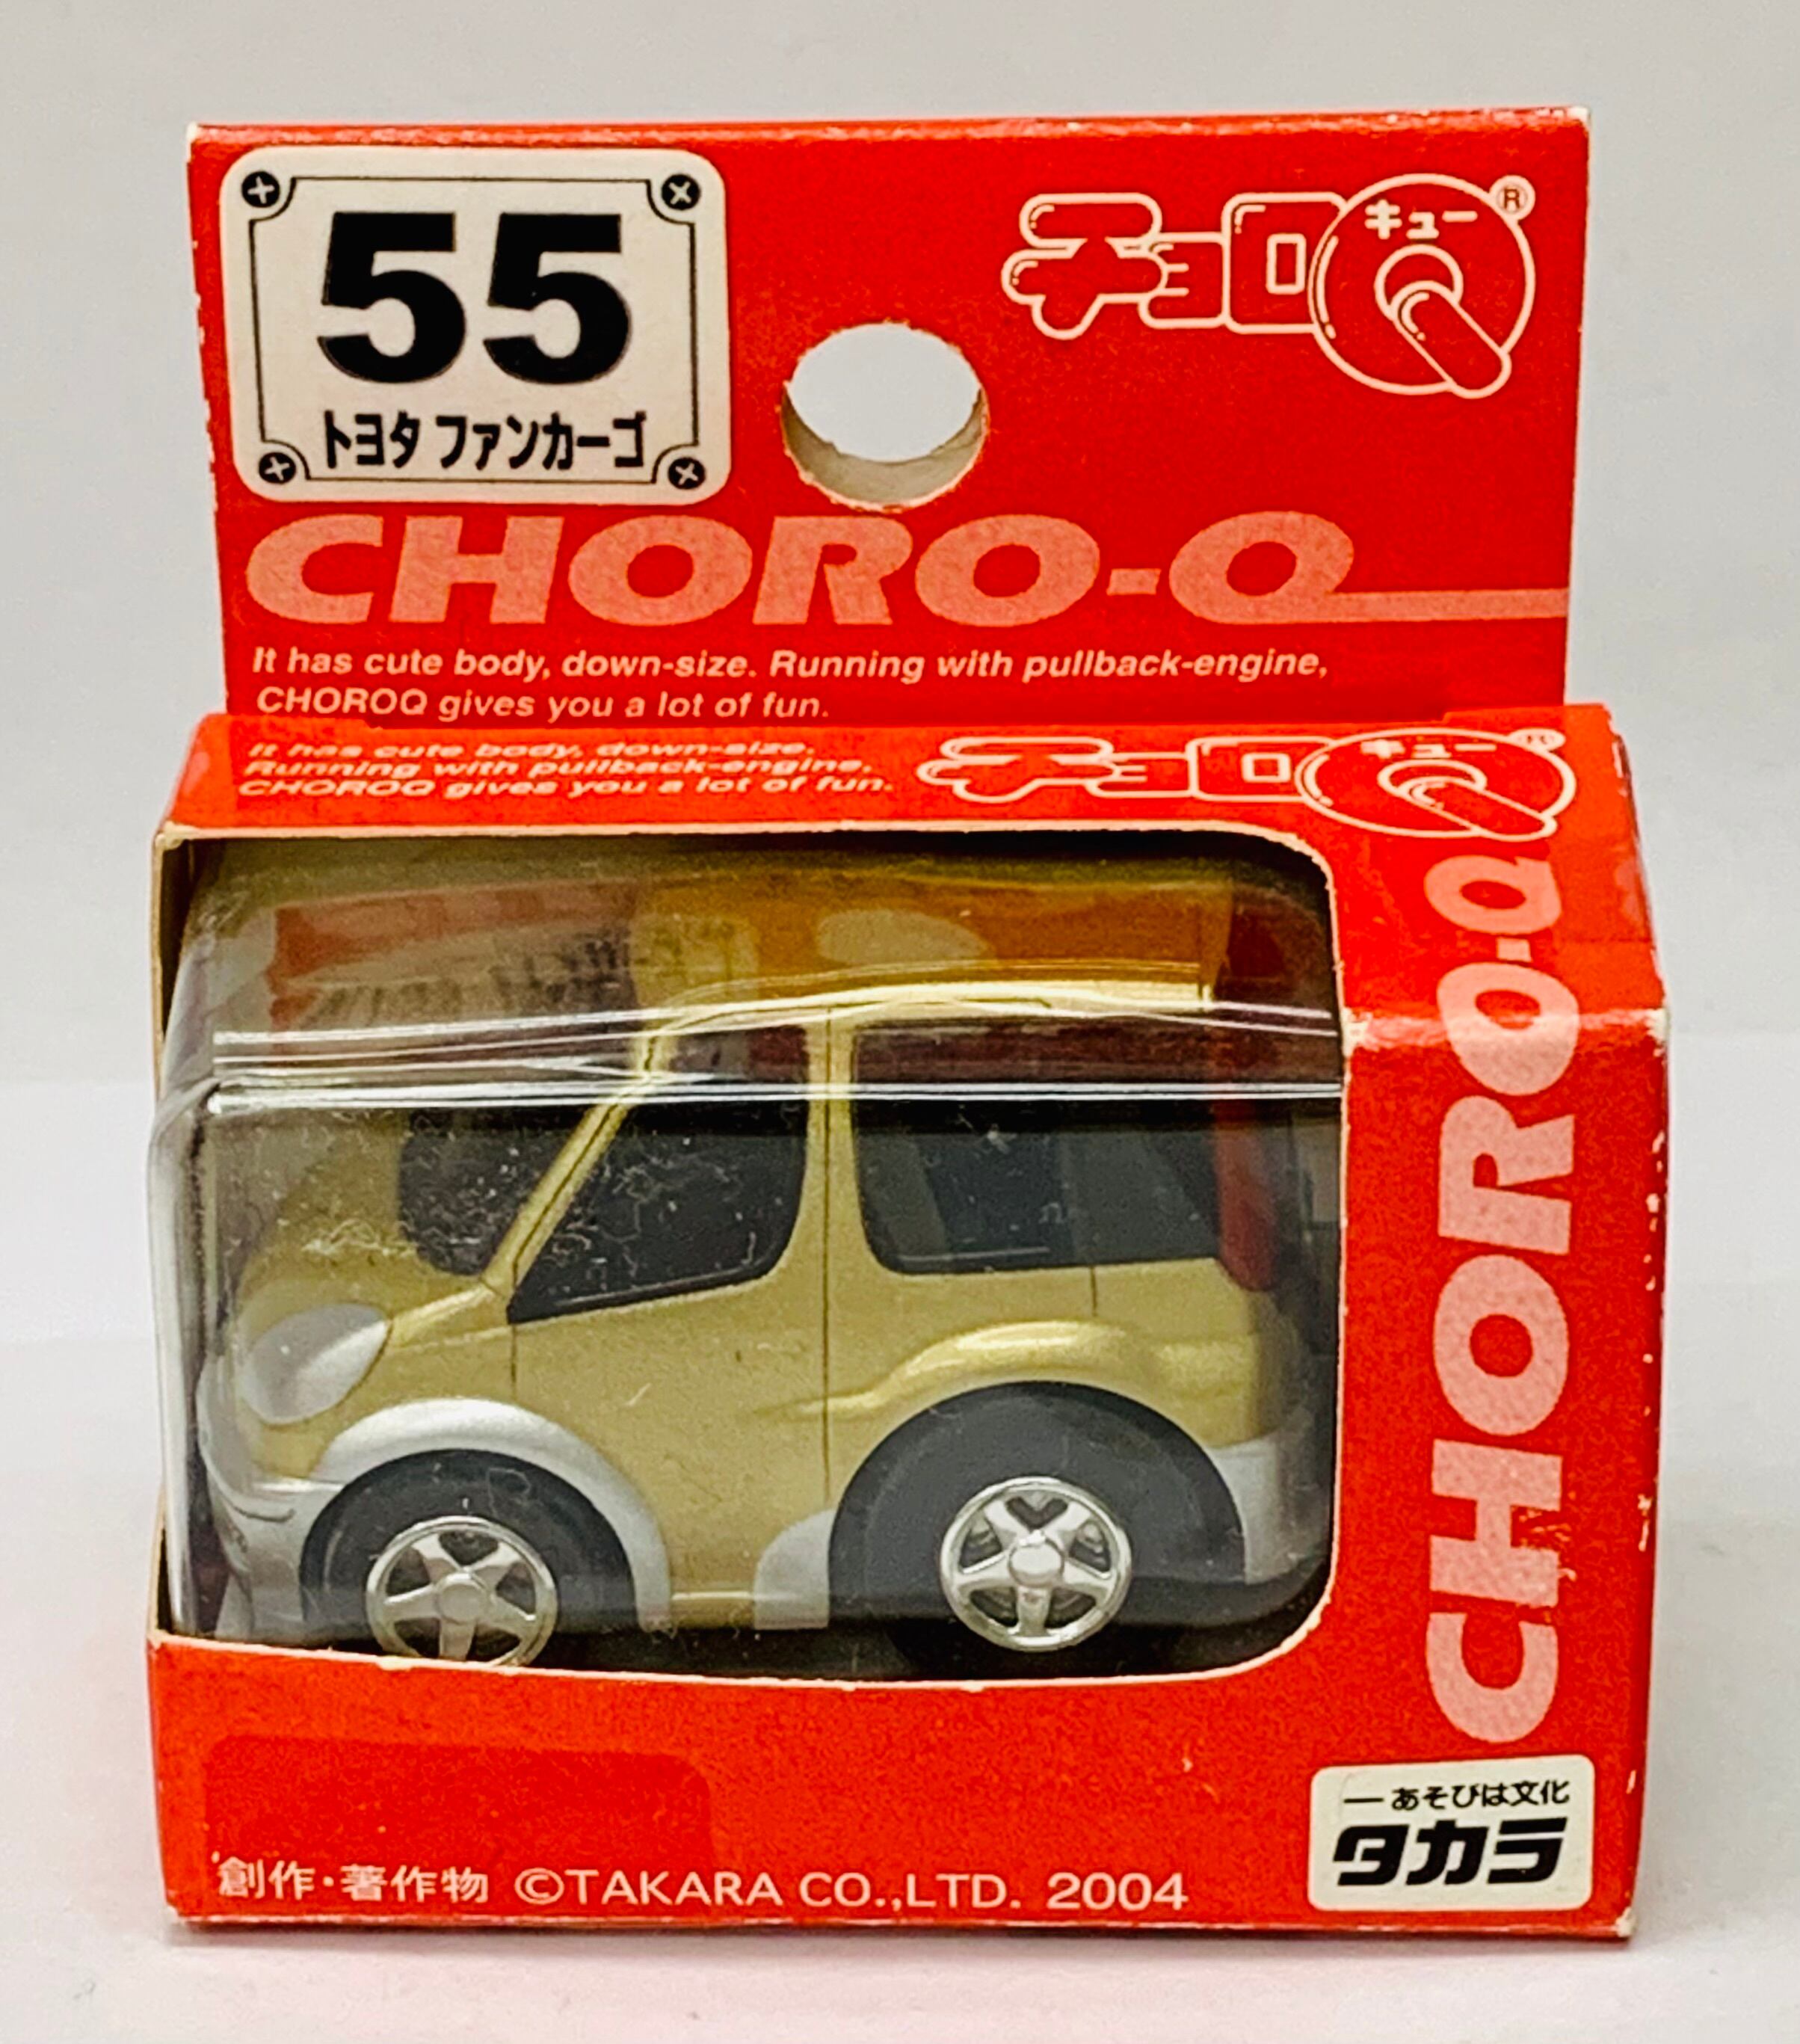 55
トヨタ ファンカーゴ
チョロQ
キュー
®
CHORO-Q
It has cute body, down-size. Running with pullback-engine,
CHOROQ gives you a lot of fun.
It has cute body, down-size.
Running with pullback-engine,
CHOROQ gives you a lot of fun.
チョロQ
キュー
®
CHORO-Q
創作・著作物 ©TAKARA CO.,LTD. 2004
—あそびは文化
タカラ